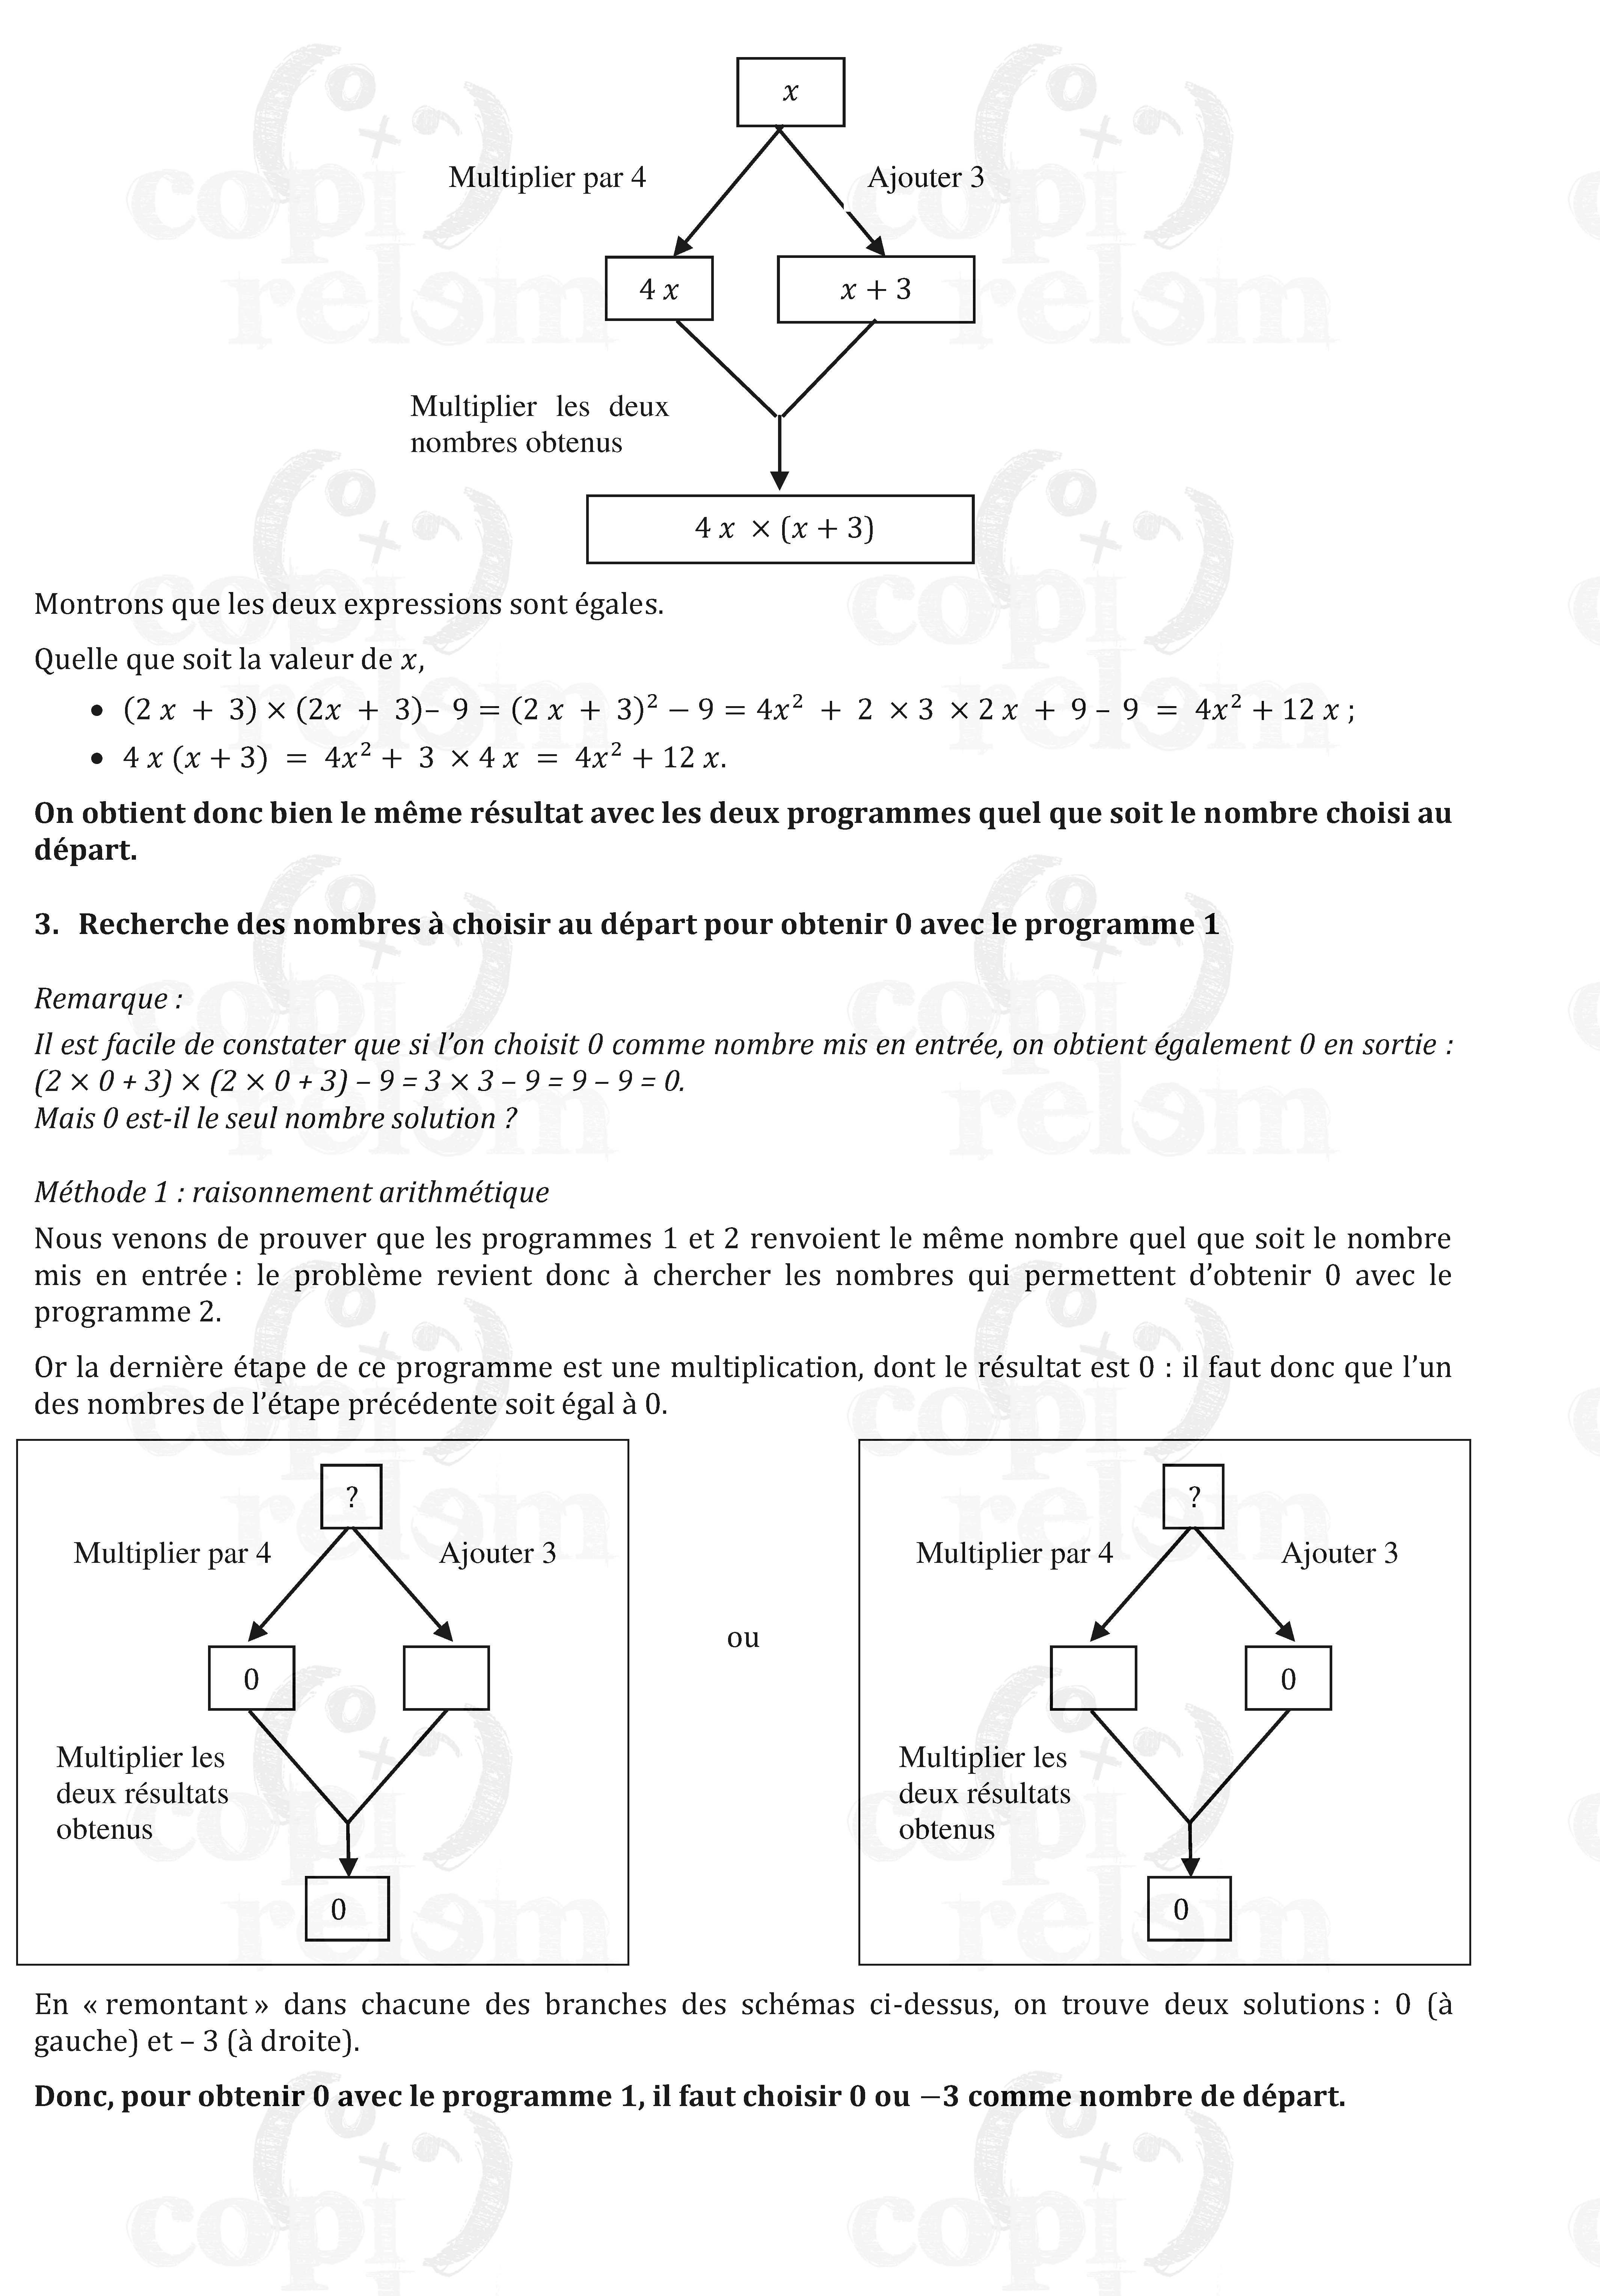 x
Multiplier par 4
Ajouter 3
4 x
x + 3
Multiplier les deux
nombres obtenus
4 x × (x + 3)
Montrons que les deux expressions sont égales.
Quelle que soit la valeur de x,
• (2 x + 3) × (2x + 3)– 9 = (2 x + 3)² − 9 = 4x² + 2 × 3 × 2 x + 9 – 9 = 4x² + 12 x ;
• 4 x (x + 3) = 4x² + 3 × 4 x = 4x² + 12 x.
On obtient donc bien le même résultat avec les deux programmes quel que soit le nombre choisi au
départ.
3. Recherche des nombres à choisir au départ pour obtenir 0 avec le programme 1
Remarque :
Il est facile de constater que si l’on choisit 0 comme nombre mis en entrée, on obtient également 0 en sortie :
(2 × 0 + 3) × (2 × 0 + 3) – 9 = 3 × 3 – 9 = 9 – 9 = 0.
Mais 0 est-il le seul nombre solution ?
Méthode 1 : raisonnement arithmétique
Nous venons de prouver que les programmes 1 et 2 renvoient le même nombre quel que soit le nombre
mis en entrée : le problème revient donc à chercher les nombres qui permettent d’obtenir 0 avec le
programme 2.
Or la dernière étape de ce programme est une multiplication, dont le résultat est 0 : il faut donc que l’un
des nombres de l’étape précédente soit égal à 0.
?
Multiplier par 4
Ajouter 3
0
Multiplier les
deux résultats
obtenus
0
ou
?
Multiplier par 4
Ajouter 3
0
Multiplier les
deux résultats
obtenus
0
En « remontant » dans chacune des branches des schémas ci-dessus, on trouve deux solutions : 0 (à
gauche) et – 3 (à droite).
Donc, pour obtenir 0 avec le programme 1, il faut choisir 0 ou −3 comme nombre de départ.
copi
relem